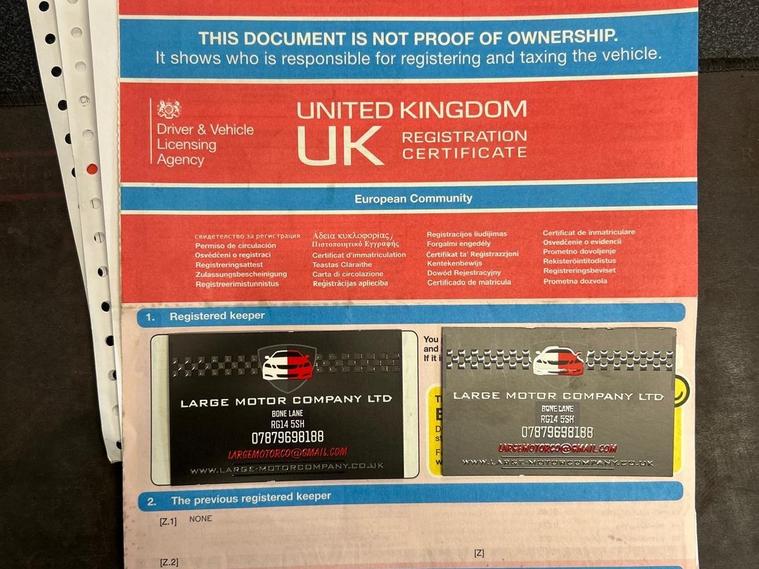 THIS DOCUMENT IS NOT PROOF OF OWNERSHIP.
It shows who is responsible for registering and taxing the vehicle.
Driver & Vehicle
Licensing
Agency
UNITED KINGDOM
UK REGISTRATION
CERTIFICATE
European Community
свидетелство за регистрация
Permiso de circulación
Osvědčení o registraci
Registreringsattest
Zulassungsbescheinigung
Registreerimistunnistus
Αδεια κυκλοφορίας/
Πιστοποιητικό Εγγραφής
Certificat d'immatriculation
Teastas Cláraithe
Carta di circolazione
Reģistrācijas apliecība
Registracijos liudijimas
Forgalmi engedély
Ċertifikat ta' Reġistrazzjoni
Kentekenbewijs
Dowód Rejestracyjny
Certificado de matrícula
Certificat de inmatriculare
Osvedčenie o evidencii
Prometno dovoljenje
Rekisteröintitodistus
Registreringsbeviset
Prometna dozvola
1. Registered keeper
You
and
If it i
LARGE MOTOR COMPANY LTD
BONE LANE
RG14 5SH
07879698188
LARGEMOTORCO@GMAIL.COM
WWW.LARGE-MOTORCOMPANY.CO.UK
LARGE MOTOR COMPANY LTD
BONE LANE
RG14 5SH
07879698188
LARGEMOTORCO@GMAIL.COM
WWW.LARGE-MOTORCOMPANY.CO.UK
2. The previous registered keeper
[Z.1] NONE
[Z]
[Z.2]